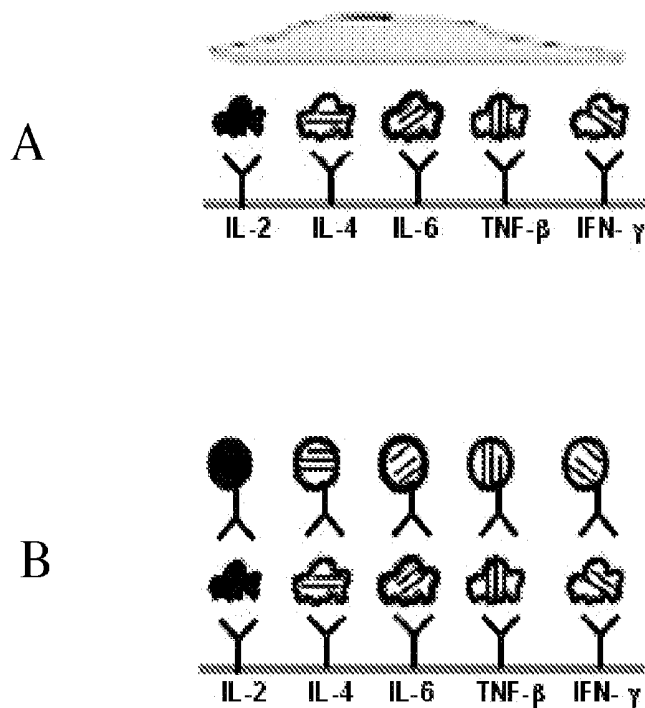 A
IL-2 IL-4 IL-6 TNF-β IFN- γ
B
IL-2 IL-4 IL-6 TNF-β IFN- γ